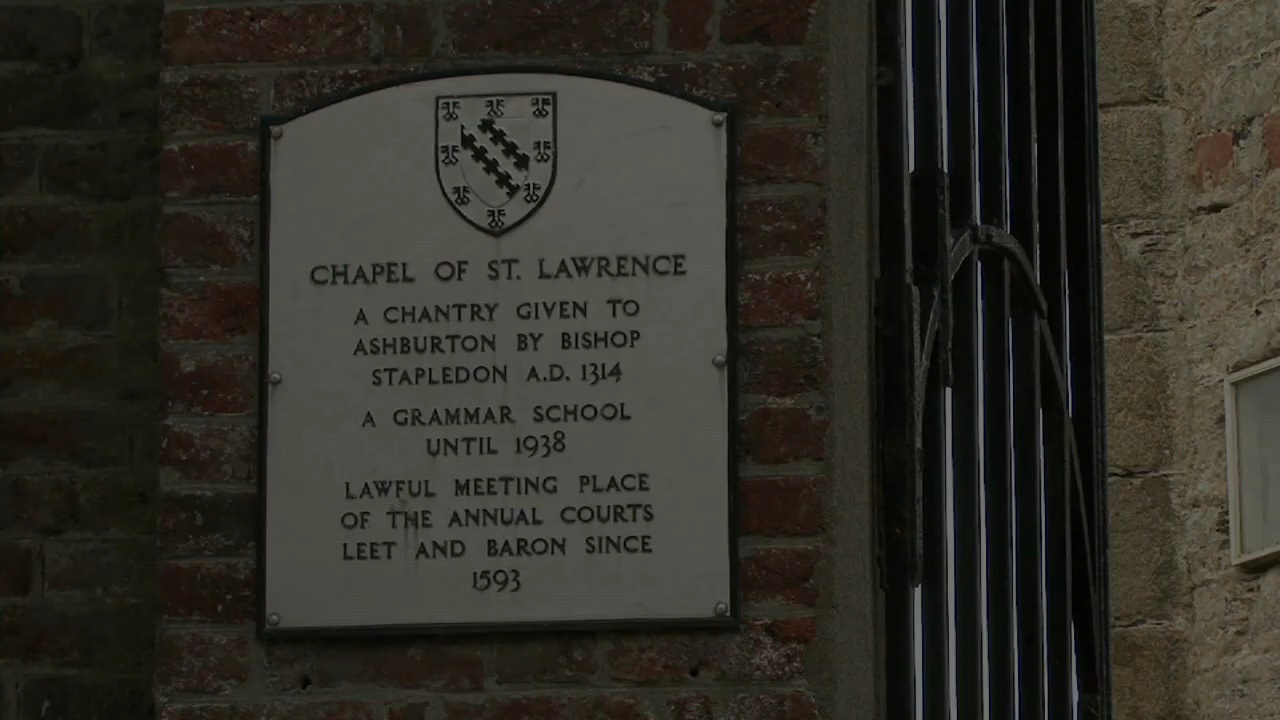 CHAPEL OF ST. LAWRENCE
A CHANTRY GIVEN TO
ASHBURTON BY BISHOP
STAPLEDON A.D. 1314
A GRAMMAR SCHOOL
UNTIL 1938
LAWFUL MEETING PLACE
OF THE ANNUAL COURTS
LEET AND BARON SINCE
1593